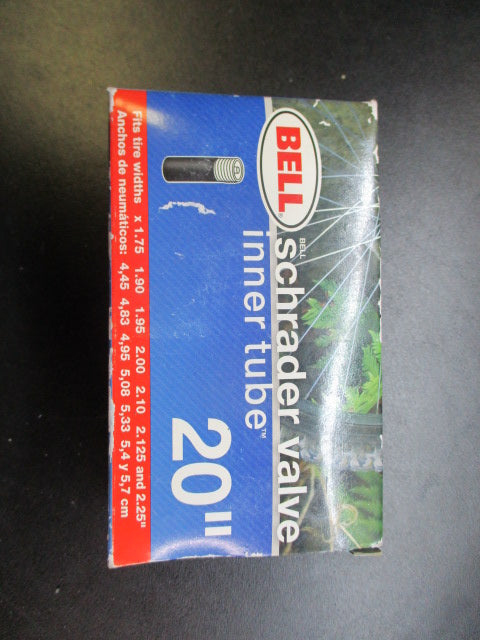 BELL
BELL
schrader valve
inner tube™
20"
Fits tire widths x 1.75 1.90 1.95 2.00 2.10 2.125 and 2.25"
Anchos de neumáticos: 4,45 4,83 4,95 5,08 5,33 5,4 y 5,7 cm